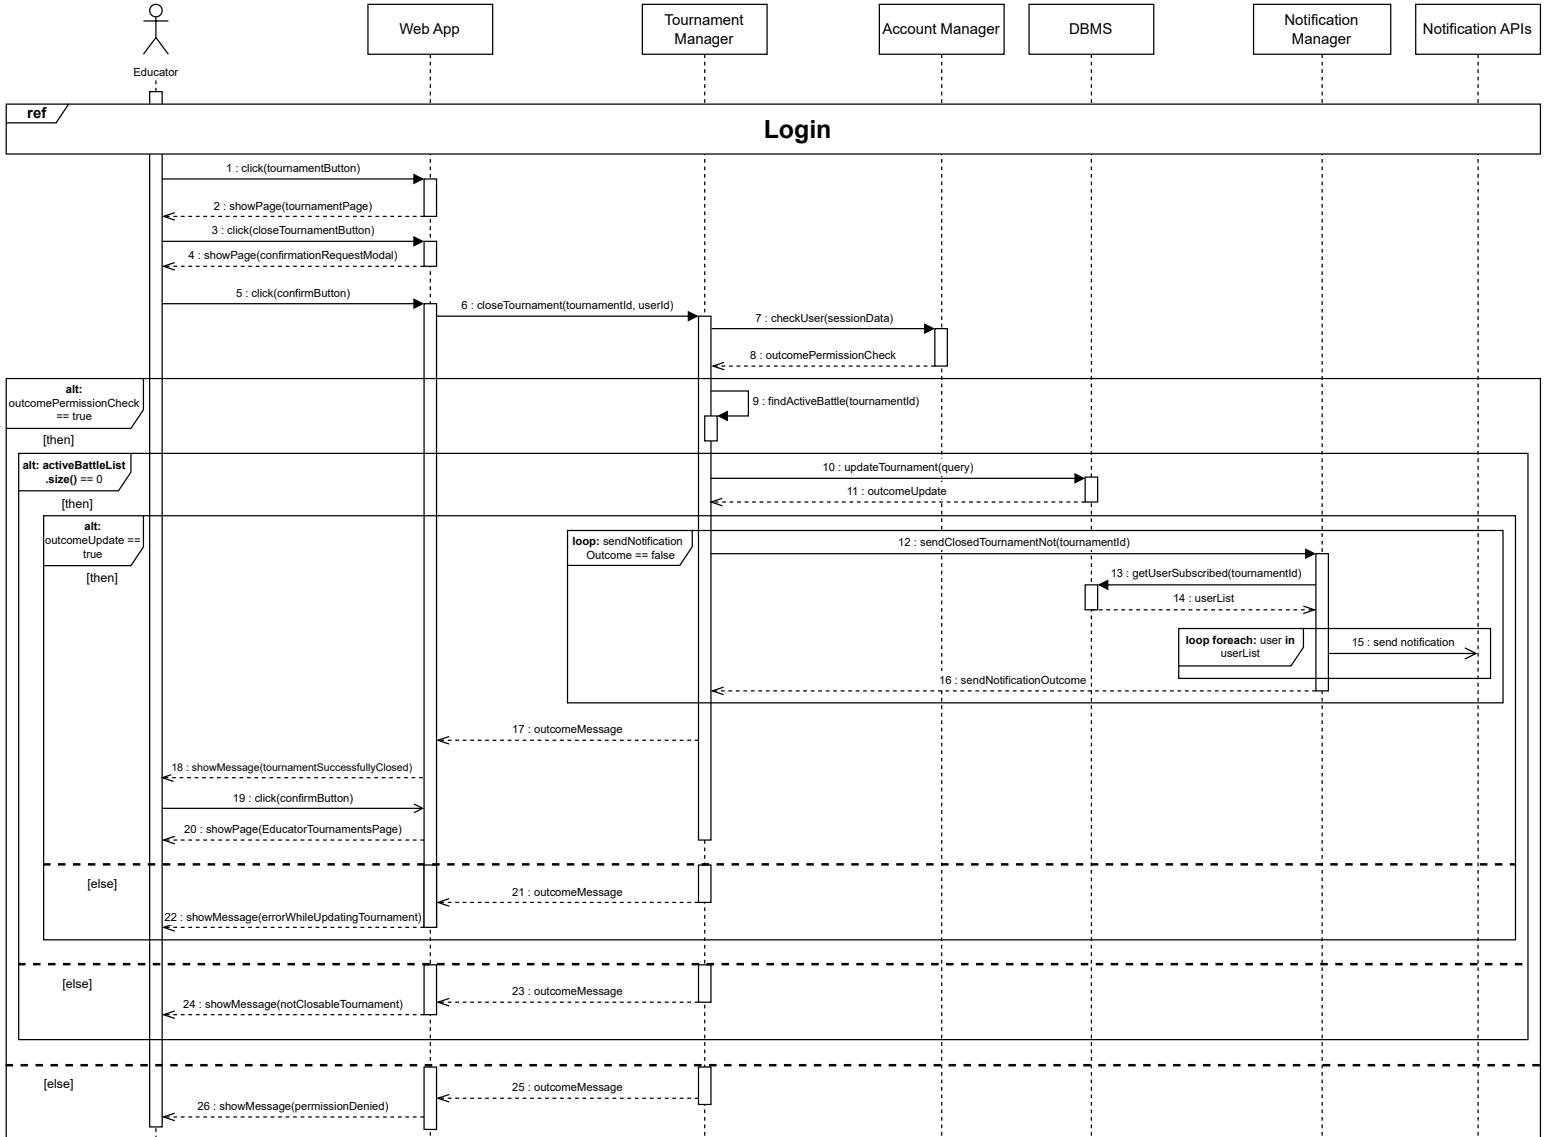 Educator
Web App
Tournament
Manager
Account Manager
DBMS
Notification
Manager
Notification APIs
ref
Login
1 : click(tournamentButton)
2 : showPage(tournamentPage)
3 : click(closeTournamentButton)
4 : showPage(confirmationRequestModal)
5 : click(confirmButton)
6 : closeTournament(tournamentId, userId)
7 : checkUser(sessionData)
8 : outcomePermissionCheck
alt:
outcomePermissionCheck
== true
[then]
9 : findActiveBattle(tournamentId)
alt: activeBattleList
.size() == 0
[then]
10 : updateTournament(query)
11 : outcomeUpdate
alt:
outcomeUpdate ==
true
[then]
loop: sendNotification
Outcome == false
12 : sendClosedTournamentNot(tournamentId)
13 : getUserSubscribed(tournamentId)
14 : userList
loop foreach: user in
userList
15 : send notification
16 : sendNotificationOutcome
17 : outcomeMessage
18 : showMessage(tournamentSuccessfullyClosed)
19 : click(confirmButton)
20 : showPage(EducatorTournamentsPage)
[else]
21 : outcomeMessage
22 : showMessage(errorWhileUpdatingTournament)
[else]
23 : outcomeMessage
24 : showMessage(notClosableTournament)
[else]
25 : outcomeMessage
26 : showMessage(permissionDenied)